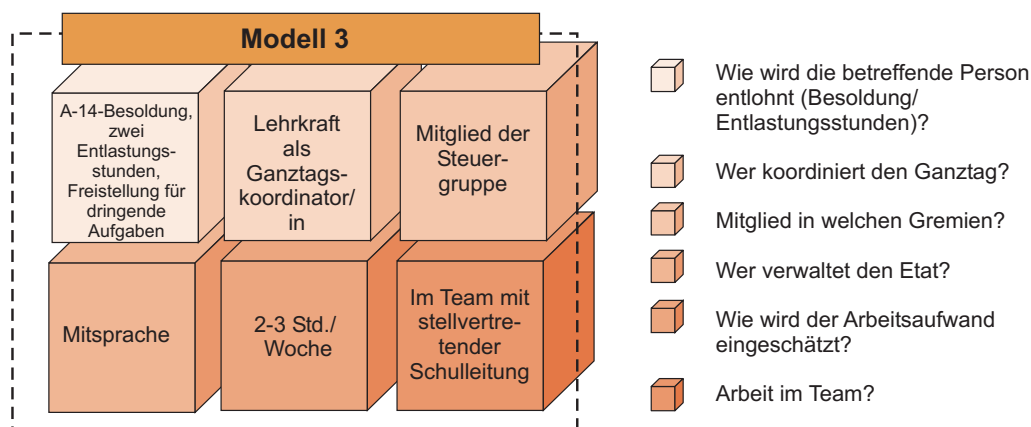 Modell 3
A-14-Besoldung,
zwei
Entlastungs-
stunden,
Freistellung für
dringende
Aufgaben
Lehrkraft
als
Ganztags-
koordinator/
in
Mitglied der
Steuer-
gruppe
Mitsprache
2-3 Std./
Woche
Im Team mit
stellvertre-
tender
Schulleitung
Wie wird die betreffende Person
entlohnt (Besoldung/
Entlastungsstunden)?
Wer koordiniert den Ganztag?
Mitglied in welchen Gremien?
Wer verwaltet den Etat?
Wie wird der Arbeitsaufwand
eingeschätzt?
Arbeit im Team?